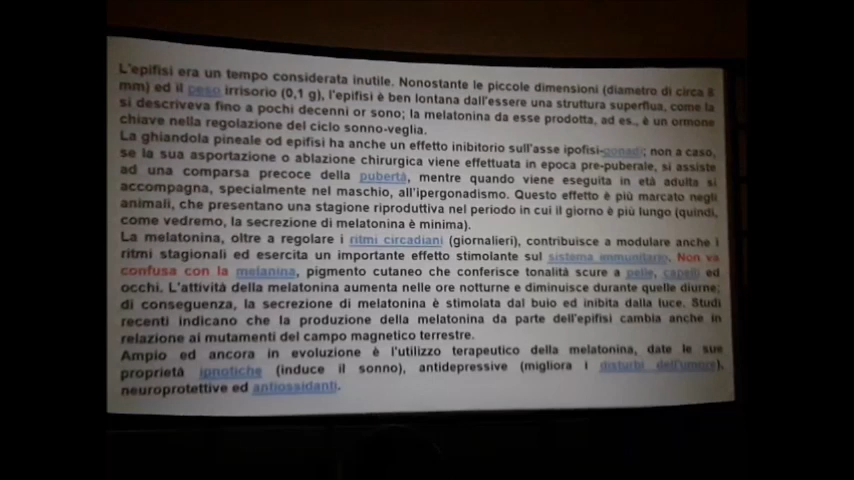 L'epifisi era un tempo considerata inutile. Nonostante le piccole dimensioni (diametro di circa 8
mm) ed il peso irrisorio (0,1 g), l'epifisi è ben lontana dall'essere una struttura superflua, come la
si descriveva fino a pochi decenni or sono; la melatonina da esse prodotta, ad es., è un ormone
chiave nella regolazione del ciclo sonno-veglia.
La ghiandola pineale od epifisi ha anche un effetto inibitorio sull'asse ipofisi-gonadi; non a caso,
se la sua asportazione o ablazione chirurgica viene effettuata in epoca pre-puberale, si assiste
ad una comparsa precoce della pubertà, mentre quando viene eseguita in età adulta si
accompagna, specialmente nel maschio, all'ipergonadismo. Questo effetto è più marcato negli
animali, che presentano una stagione riproduttiva nel periodo in cui il giorno è più lungo (quindi,
come vedremo, la secrezione di melatonina è minima).
La melatonina, oltre a regolare i ritmi circadiani (giornalieri), contribuisce a modulare anche i
ritmi stagionali ed esercita un importante effetto stimolante sul sistema immunitario. Non va
confusa con la melanina, pigmento cutaneo che conferisce tonalità scure a pelle, capelli ed
occhi. L'attività della melatonina aumenta nelle ore notturne e diminuisce durante quelle diurne;
di conseguenza, la secrezione di melatonina è stimolata dal buio ed inibita dalla luce. Studi
recenti indicano che la produzione della melatonina da parte dell'epifisi cambia anche in
relazione ai mutamenti del campo magnetico terrestre.
Ampio ed ancora in evoluzione è l'utilizzo terapeutico della melatonina, date le sue
proprietà ipnotiche (induce il sonno), antidepressive (migliora i disturbi dell'umore),
neuroprotettive ed antiossidanti.